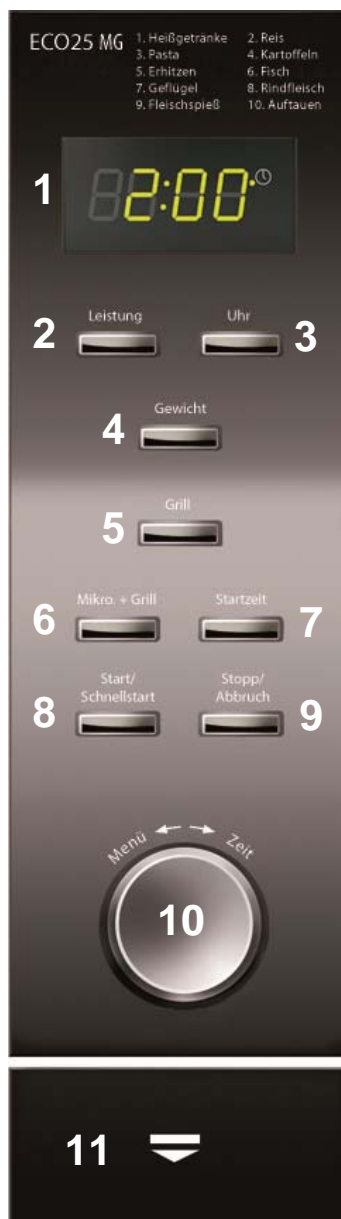 ECO25 MG
1. Heißgetränke 2. Reis
3. Pasta 4. Kartoffeln
5. Erhitzen 6. Fisch
7. Geflügel 8. Rindfleisch
9. Fleischspieß 10. Auftauen
1
2:00
Leistung Uhr
2 3
Gewicht
4
Grill
5
Mikro. + Grill Startzeit
6 7
Start/ Stopp/
Schnellstart Abbruch
8 9
Menü Zeit
10
11